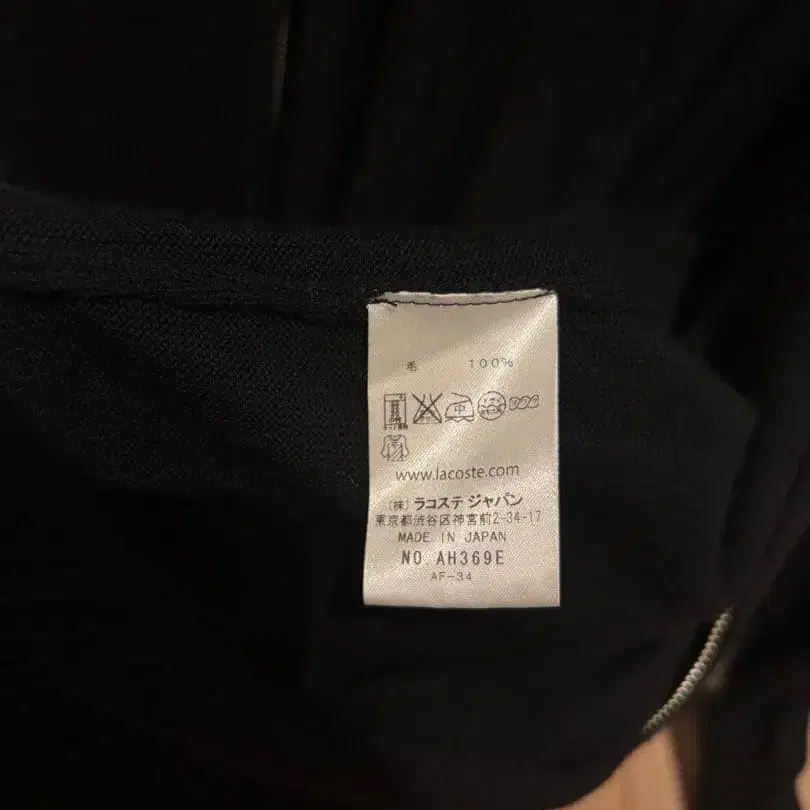 毛 100%
中
www.lacoste.com
(株)ラコステ ジャパン
東京都渋谷区神宮前2-34-17
MADE IN JAPAN
NO. AH369E
AF-34